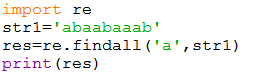 import re
str1='abaabaaab'
res=re.findall('a',str1)
print(res)